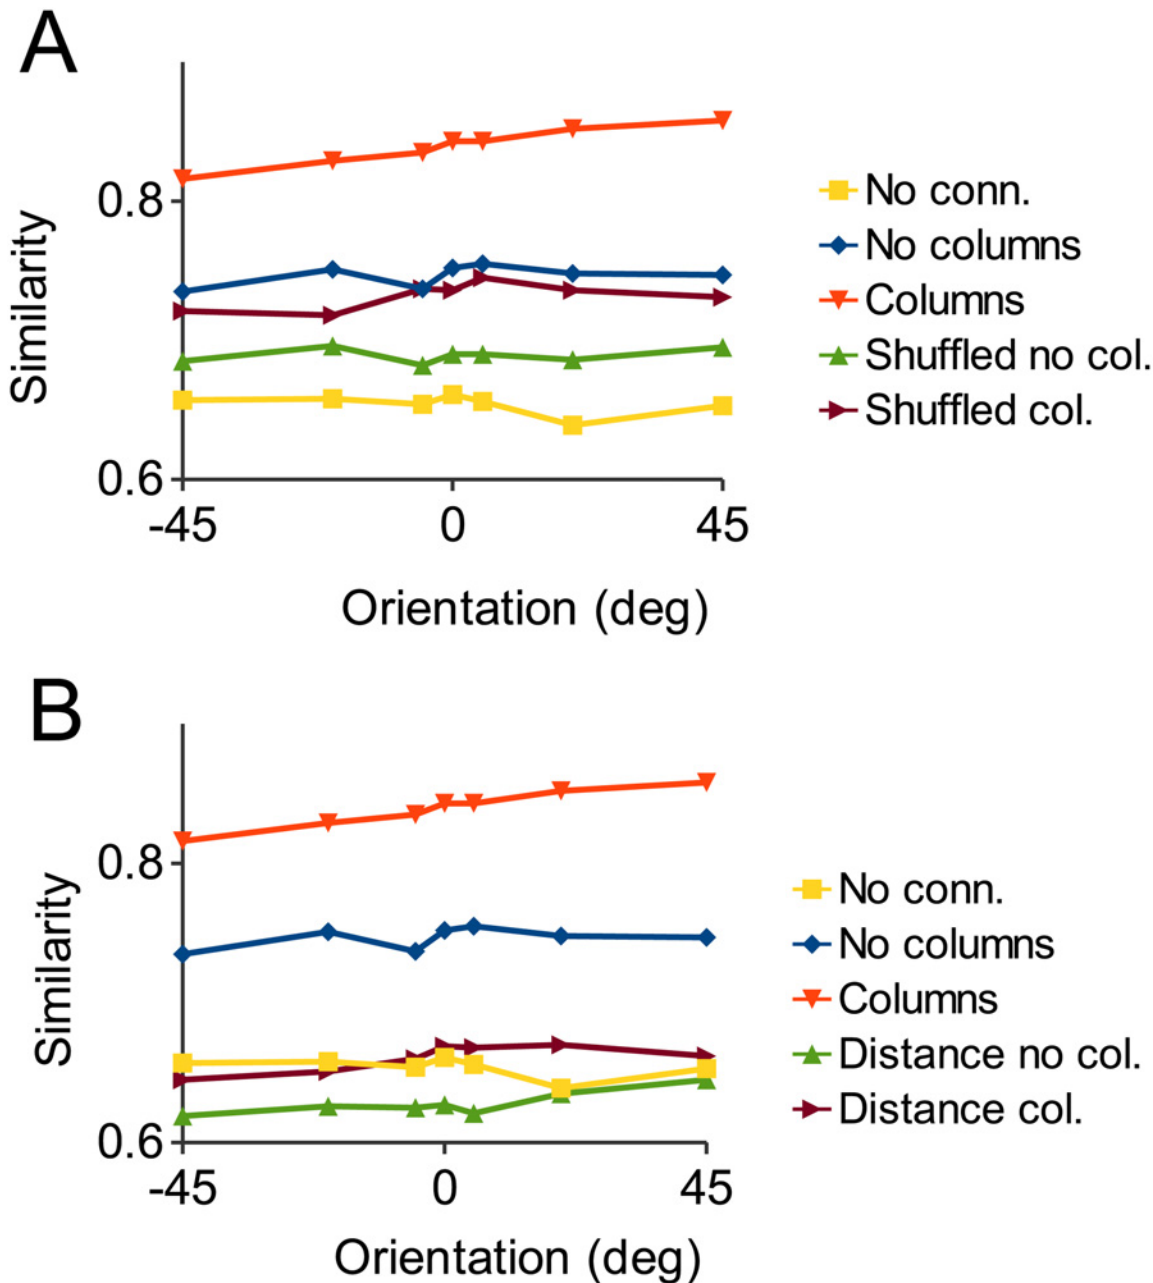 A
Similarity
0.8
0.6
-45
0
45
Orientation (deg)
No conn.
No columns
Columns
Shuffled no col.
Shuffled col.
B
Similarity
0.8
0.6
-45
0
45
Orientation (deg)
No conn.
No columns
Columns
Distance no col.
Distance col.